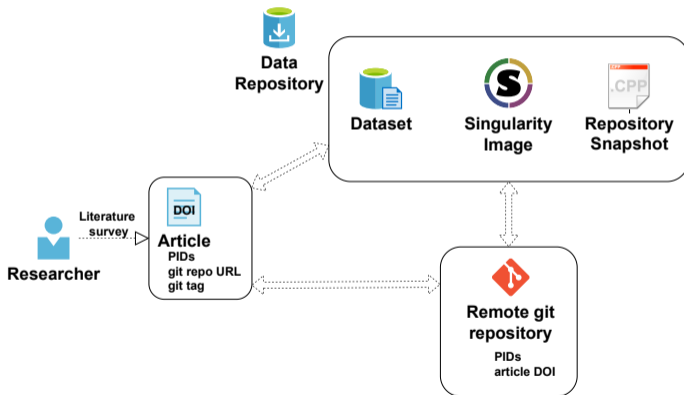 Data
Repository
CPP
.CPP
S
Dataset
Singularity
Image
Repository
Snapshot
Literature
survey
Researcher
DOI
Article
PIDs
git repo URL
git tag
Remote git
repository
PIDs
article DOI